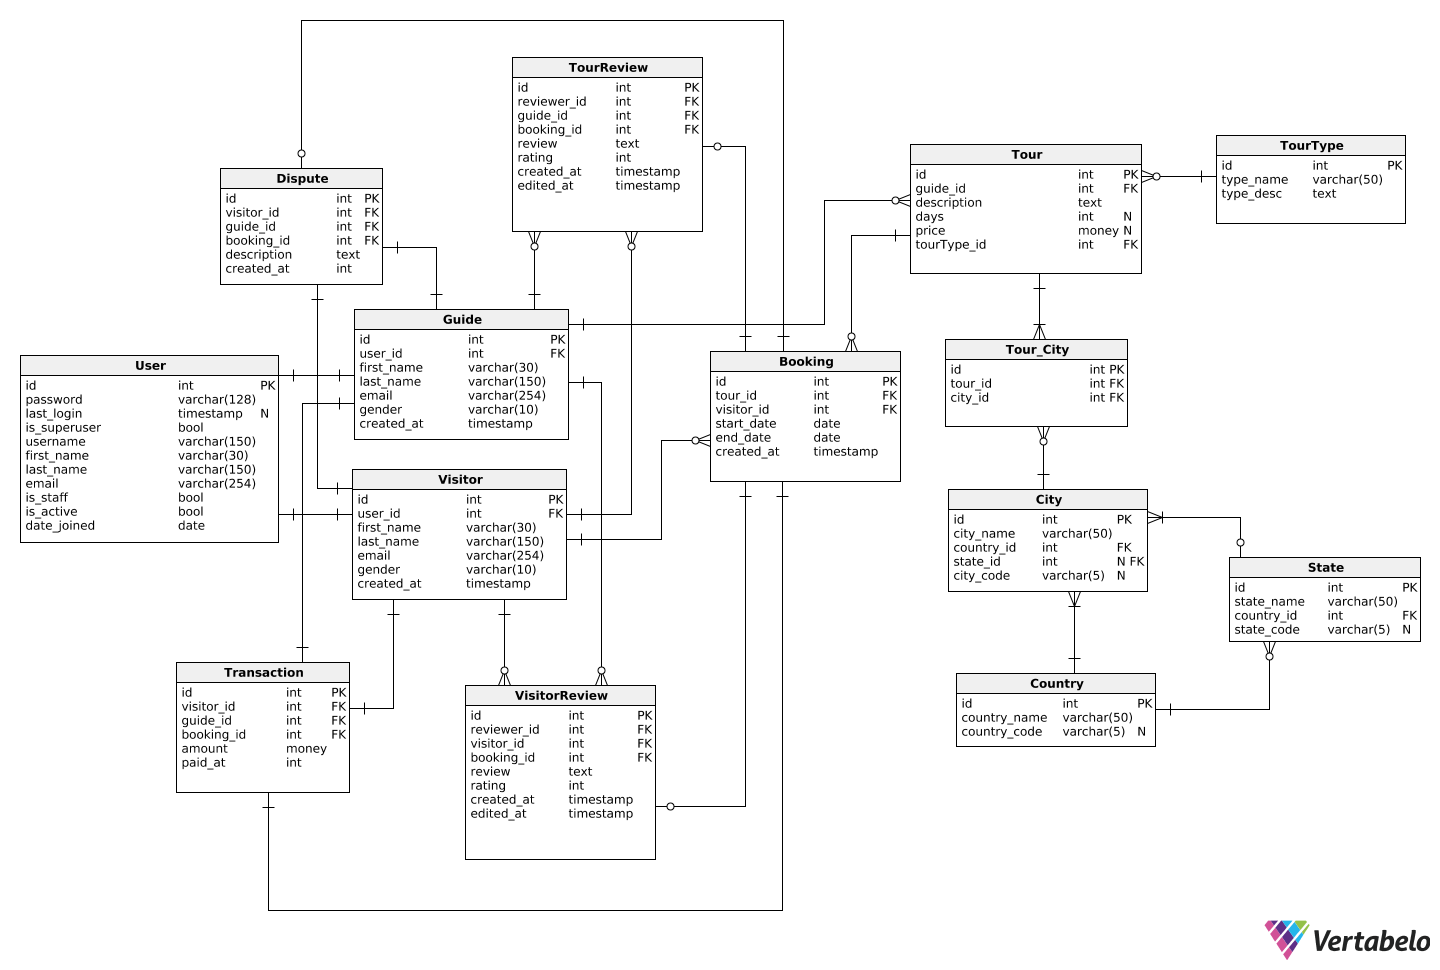 TourReview
id int PK
reviewer_id int FK
guide_id int FK
booking_id int FK
review text
rating int
created_at timestamp
edited_at timestamp
Tour
id int PK
guide_id int FK
description text
days int N
price money N
tourType_id int FK
TourType
id int PK
type_name varchar(50)
type_desc text
Dispute
id int PK
visitor_id int FK
guide_id int FK
booking_id int FK
description text
created_at int
Guide
id int PK
user_id int FK
first_name varchar(30)
last_name varchar(150)
email varchar(254)
gender varchar(10)
created_at timestamp
User
id int PK
password varchar(128)
last_login timestamp N
is_superuser bool
username varchar(150)
first_name varchar(30)
last_name varchar(150)
email varchar(254)
is_staff bool
is_active bool
date_joined date
Booking
id int PK
tour_id int FK
visitor_id int FK
start_date date
end_date date
created_at timestamp
Tour_City
id int PK
tour_id int FK
city_id int FK
Visitor
id int PK
user_id int FK
first_name varchar(30)
last_name varchar(150)
email varchar(254)
gender varchar(10)
created_at timestamp
City
id int PK
city_name varchar(50)
country_id int FK
state_id int N FK
city_code varchar(5) N
State
id int PK
state_name varchar(50)
country_id int FK
state_code varchar(5) N
Transaction
id int PK
visitor_id int FK
guide_id int FK
booking_id int FK
amount money
paid_at int
VisitorReview
id int PK
reviewer_id int FK
visitor_id int FK
booking_id int FK
review text
rating int
created_at timestamp
edited_at timestamp
Country
id int PK
country_name varchar(50)
country_code varchar(5) N
Vertabelo